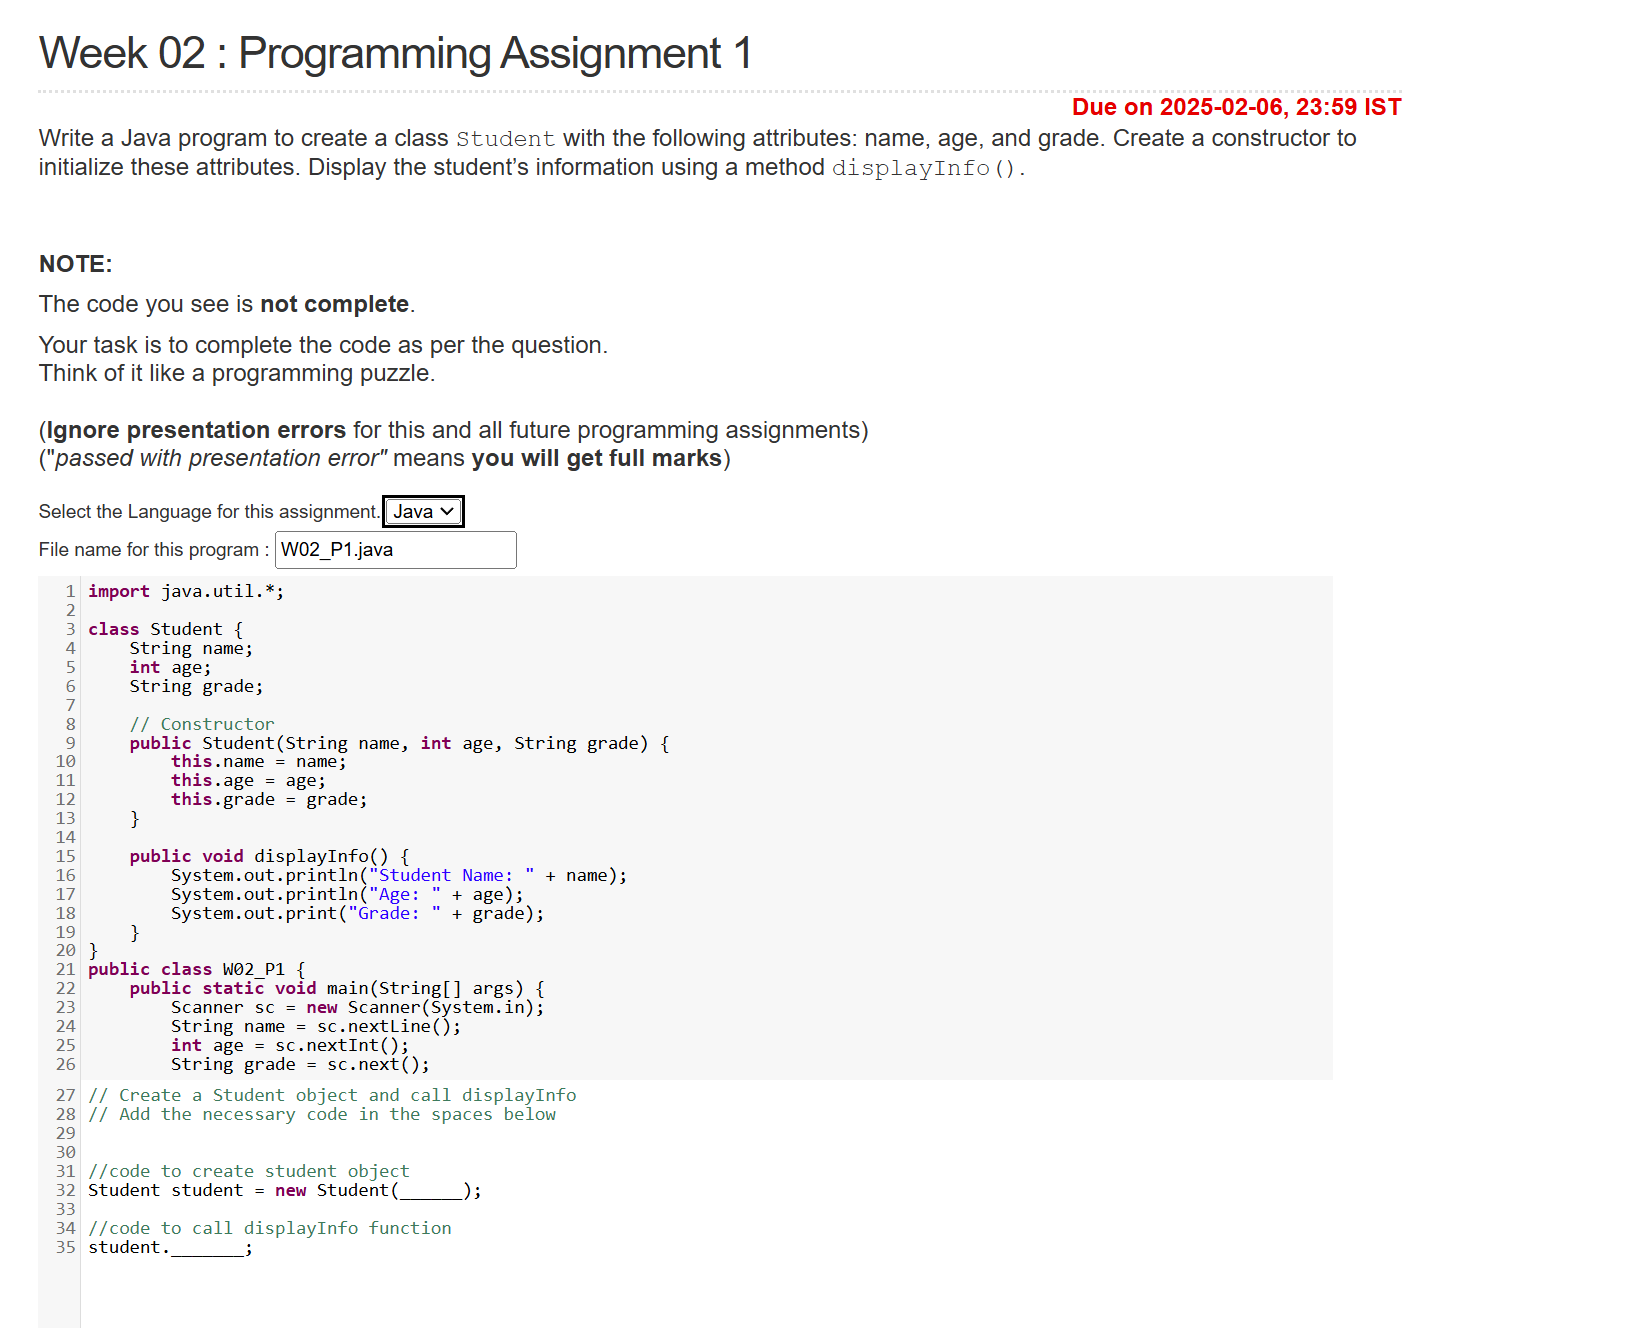 Week 02 : Programming Assignment 1
Due on 2025-02-06, 23:59 IST
Write a Java program to create a class Student with the following attributes: name, age, and grade. Create a constructor to
initialize these attributes. Display the student’s information using a method displayInfo().
NOTE:
The code you see is not complete.
Your task is to complete the code as per the question.
Think of it like a programming puzzle.
(Ignore presentation errors for this and all future programming assignments)
("passed with presentation error" means you will get full marks)
Select the Language for this assignment. Java
File name for this program : W02_P1.java
1 import java.util.*;
2
3 class Student {
4     String name;
5     int age;
6     String grade;
7
8     // Constructor
9     public Student(String name, int age, String grade) {
10         this.name = name;
11         this.age = age;
12         this.grade = grade;
13     }
14
15     public void displayInfo() {
16         System.out.println("Student Name: " + name);
17         System.out.println("Age: " + age);
18         System.out.print("Grade: " + grade);
19     }
20 }
21 public class W02_P1 {
22     public static void main(String[] args) {
23         Scanner sc = new Scanner(System.in);
24         String name = sc.nextLine();
25         int age = sc.nextInt();
26         String grade = sc.next();
27 // Create a Student object and call displayInfo
28 // Add the necessary code in the spaces below
29
30
31 //code to create student object
32 Student student = new Student(______);
33
34 //code to call displayInfo function
35 student._______;